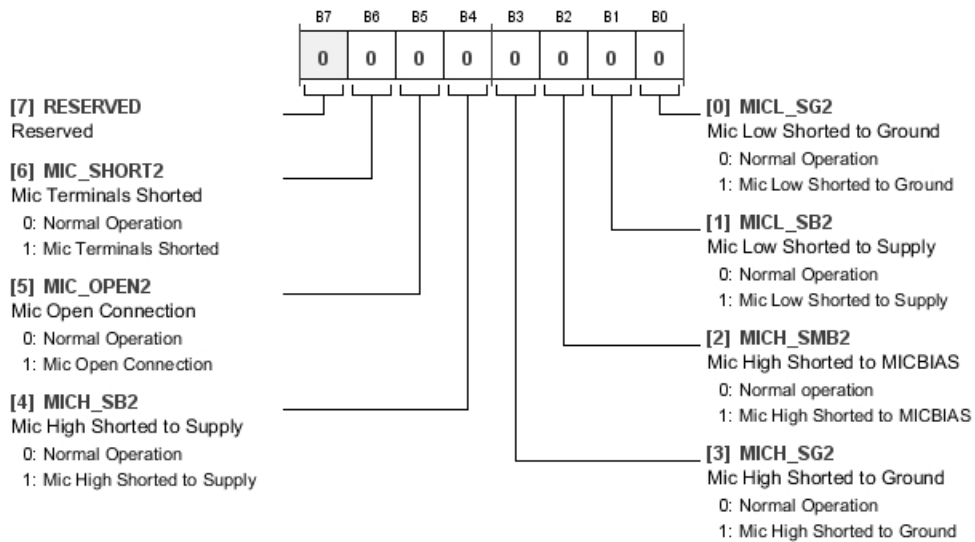 B7 B6 B5 B4 B3 B2 B1 B0
0 0 0 0 0 0 0 0
[7] RESERVED
Reserved
[6] MIC_SHORT2
Mic Terminals Shorted
0: Normal Operation
1: Mic Terminals Shorted
[5] MIC_OPEN2
Mic Open Connection
0: Normal Operation
1: Mic Open Connection
[4] MICH_SB2
Mic High Shorted to Supply
0: Normal Operation
1: Mic High Shorted to Supply
[0] MICL_SG2
Mic Low Shorted to Ground
0: Normal Operation
1: Mic Low Shorted to Ground
[1] MICL_SB2
Mic Low Shorted to Supply
0: Normal Operation
1: Mic Low Shorted to Supply
[2] MICH_SMB2
Mic High Shorted to MICBIAS
0: Normal operation
1: Mic High Shorted to MICBIAS
[3] MICH_SG2
Mic High Shorted to Ground
0: Normal Operation
1: Mic High Shorted to Ground